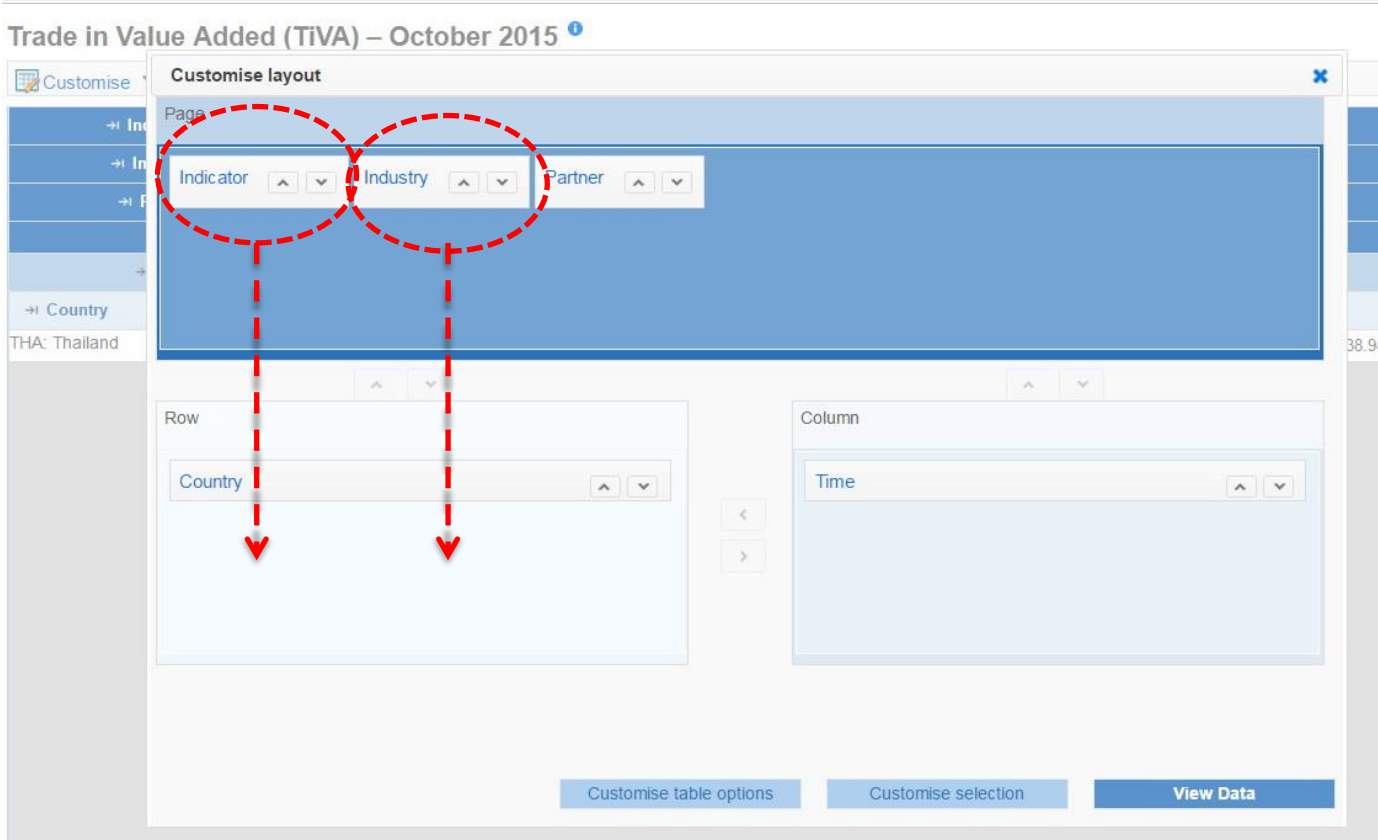 Trade in Value Added (TiVA) – October 2015
Customise
Customise layout
Page
Indicator Industry Partner
Country
THA: Thailand
Row Column
Country Time
Customise table options Customise selection View Data